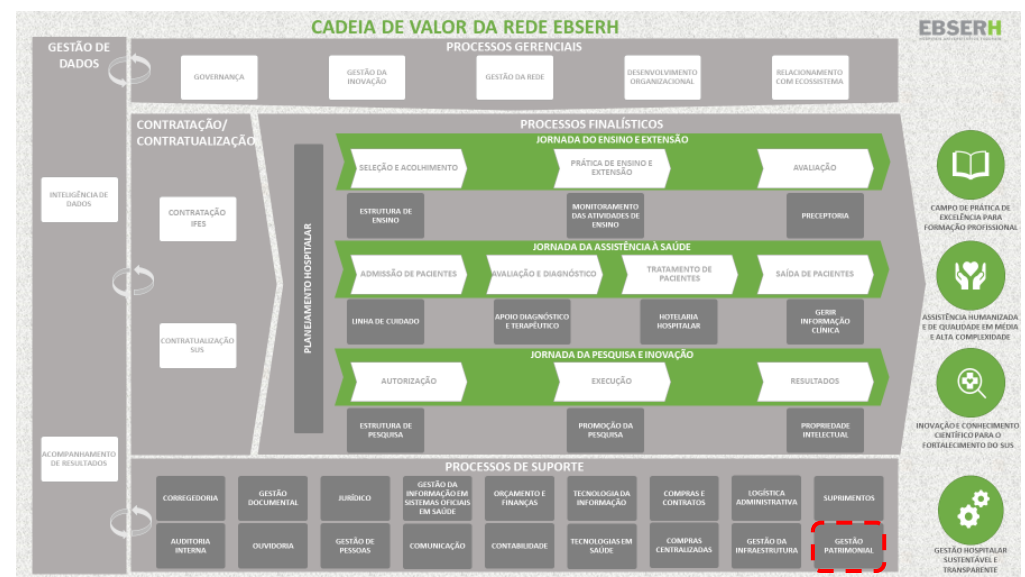 CADEIA DE VALOR DA REDE EBSERH
EBSERH
GESTÃO DE
DADOS
INTELIGÊNCIA DE
DADOS
ACOMPANHAMENTO
DE RESULTADOS
PROCESSOS GERENCIAIS
GOVERNANÇA
GESTÃO DA
INOVAÇÃO
GESTÃO DA REDE
DESENVOLVIMENTO
ORGANIZACIONAL
RELACIONAMENTO
COM ECOSSISTEMA
CONTRATAÇÃO/
CONTRATUALIZAÇÃO
CONTRATAÇÃO
IFES
CONTRATUALIZAÇÃO
SUS
PROCESSOS FINALÍSTICOS
PLANEJAMENTO HOSPITALAR
JORNADA DO ENSINO E EXTENSÃO
SELEÇÃO E ACOLHIMENTO
PRÁTICA DE ENSINO E
EXTENSÃO
AVALIAÇÃO
ESTRUTURA DE
ENSINO
MONITORAMENTO
DAS ATIVIDADES DE
ENSINO
PRECEPTORIA
JORNADA DA ASSISTÊNCIA À SAÚDE
ADMISSÃO DE PACIENTES
AVALIAÇÃO E DIAGNÓSTICO
TRATAMENTO DE
PACIENTES
SAÍDA DE PACIENTES
LINHA DE CUIDADO
APOIO DIAGNÓSTICO
E TERAPÊUTICO
HOTELARIA
HOSPITALAR
GERIR
INFORMAÇÃO
CLÍNICA
JORNADA DA PESQUISA E INOVAÇÃO
AUTORIZAÇÃO
EXECUÇÃO
RESULTADOS
ESTRUTURA DE
PESQUISA
PROMOÇÃO DA
PESQUISA
PROPRIEDADE
INTELECTUAL
PROCESSOS DE SUPORTE
CORREGEDORIA
GESTÃO
DOCUMENTAL
JURÍDICO
GESTÃO DA
INFORMAÇÃO EM
SISTEMAS OFICIAIS
EM SAÚDE
ORÇAMENTO E
FINANÇAS
TECNOLOGIA DA
INFORMAÇÃO
COMPRAS E
CONTRATOS
LOGÍSTICA
ADMINISTRATIVA
SUPRIMENTOS
AUDITORIA
INTERNA
OUVIDORIA
GESTÃO DE
PESSOAS
COMUNICAÇÃO
CONTABILIDADE
TECNOLOGIAS EM
SAÚDE
COMPRAS
CENTRALIZADAS
GESTÃO DA
INFRAESTRUTURA
GESTÃO
PATRIMONIAL
CAMPO DE PRÁTICA DE
EXCELÊNCIA PARA
FORMAÇÃO PROFISSIONAL
ASSISTÊNCIA HUMANIZADA
E DE QUALIDADE EM MÉDIA
E ALTA COMPLEXIDADE
INOVAÇÃO E CONHECIMENTO
CIENTÍFICO PARA O
FORTALECIMENTO DO SUS
GESTÃO HOSPITALAR
SUSTENTÁVEL E
TRANSPARENTE